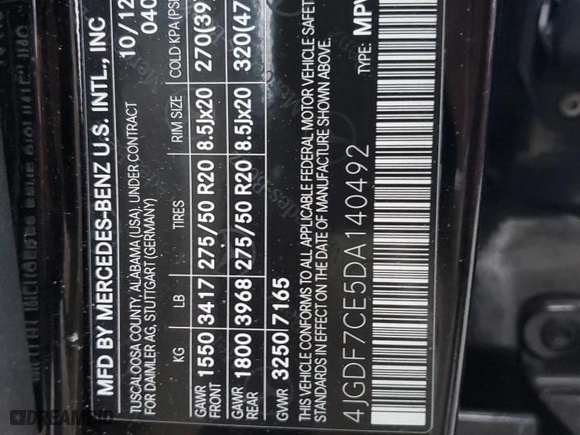 MFD BY MERCEDES-BENZ U.S. INTL., INC
TUSCALOOSA COUNTY, ALABAMA (USA), UNDER CONTRACT
FOR DAIMLER AG, STUTTGART (GERMANY)
10/12
040
KG LB TIRES RIM SIZE COLD KPA (PS
GAWR FRONT 1550 3417 275/50 R20 8.5Jx20 270(39
GAWR REAR 1800 3968 275/50 R20 8.5Jx20 320(47
GVWR 3250 7165
THIS VEHICLE CONFORMS TO ALL APPLICABLE FEDERAL MOTOR VEHICLE SAFET
STANDARDS IN EFFECT ON THE DATE OF MANUFACTURE SHOWN ABOVE.
4JGDF7CE5DA140492 TYPE: MPV
DREAMBID